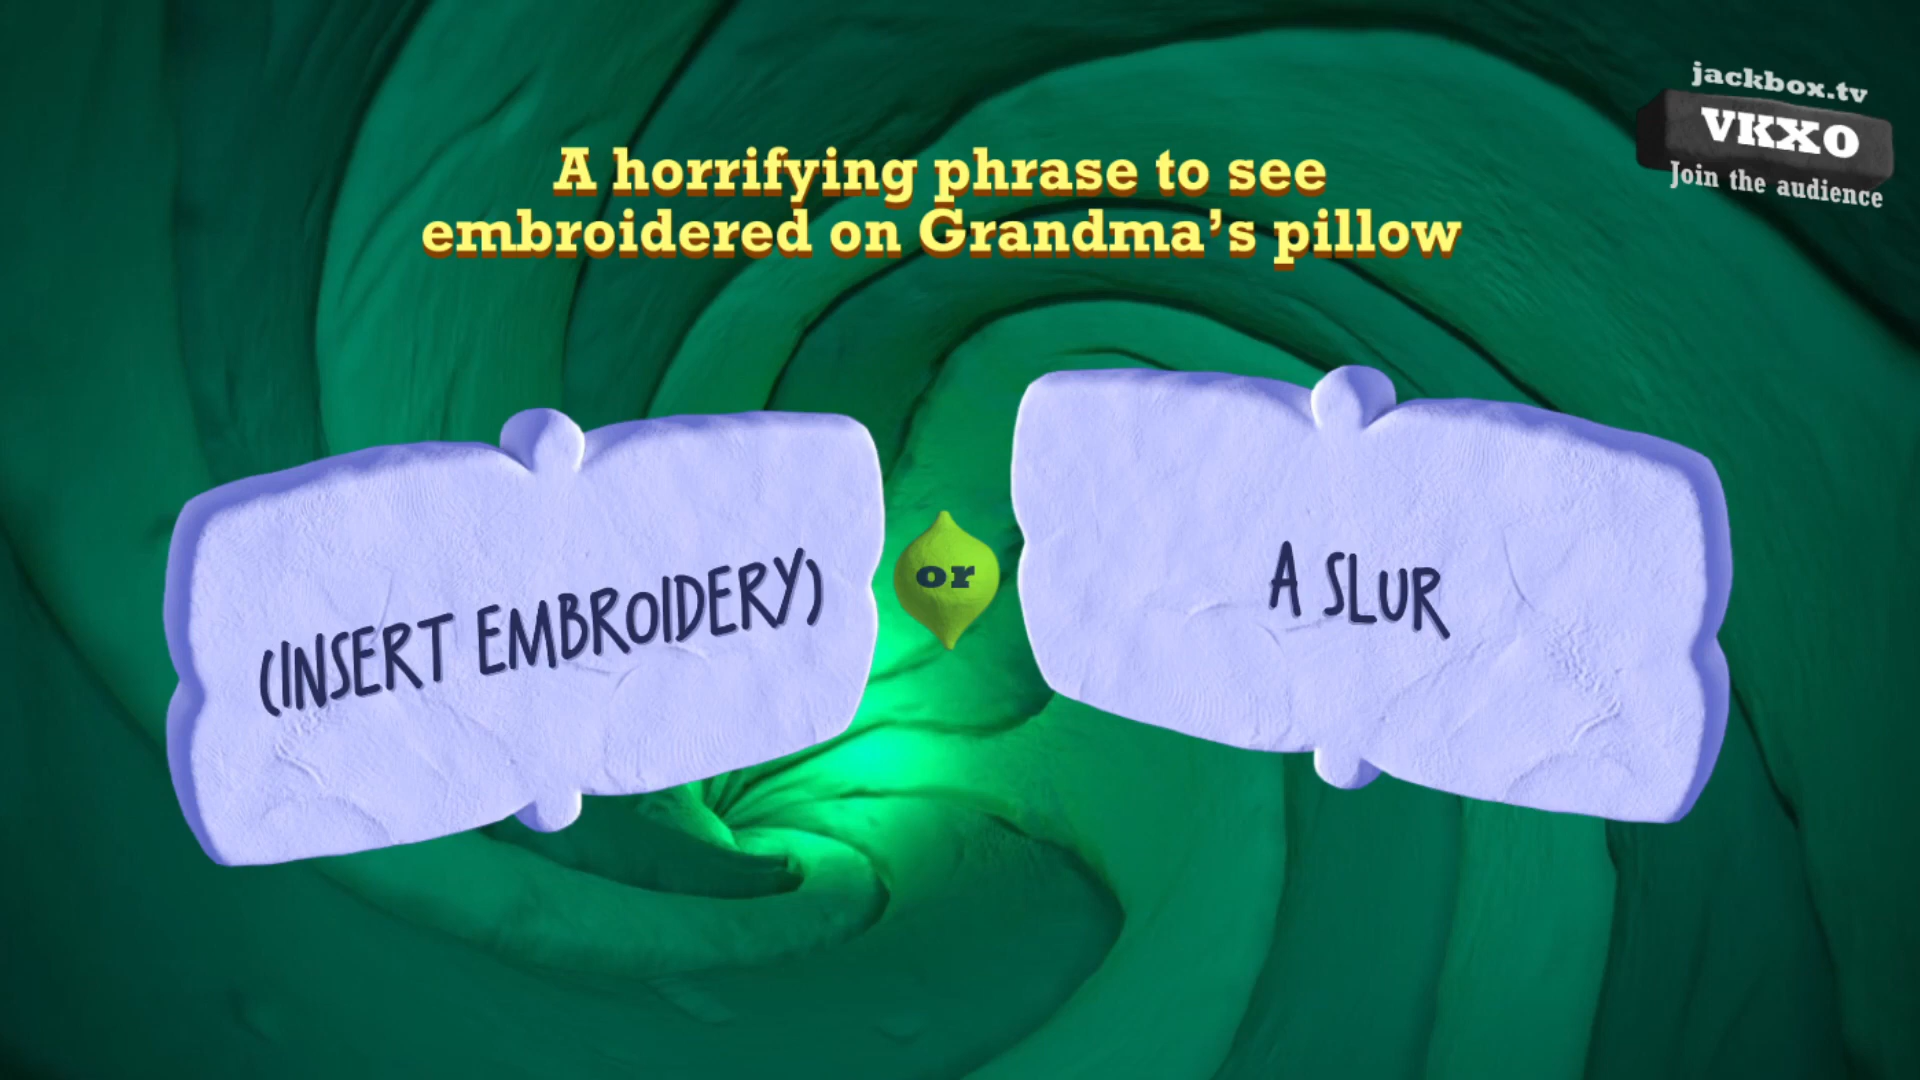 jackbox.tv
VKXO
Join the audience
A horrifying phrase to see
embroidered on Grandma's pillow
(INSERT EMBROIDERY)
or
A SLUR